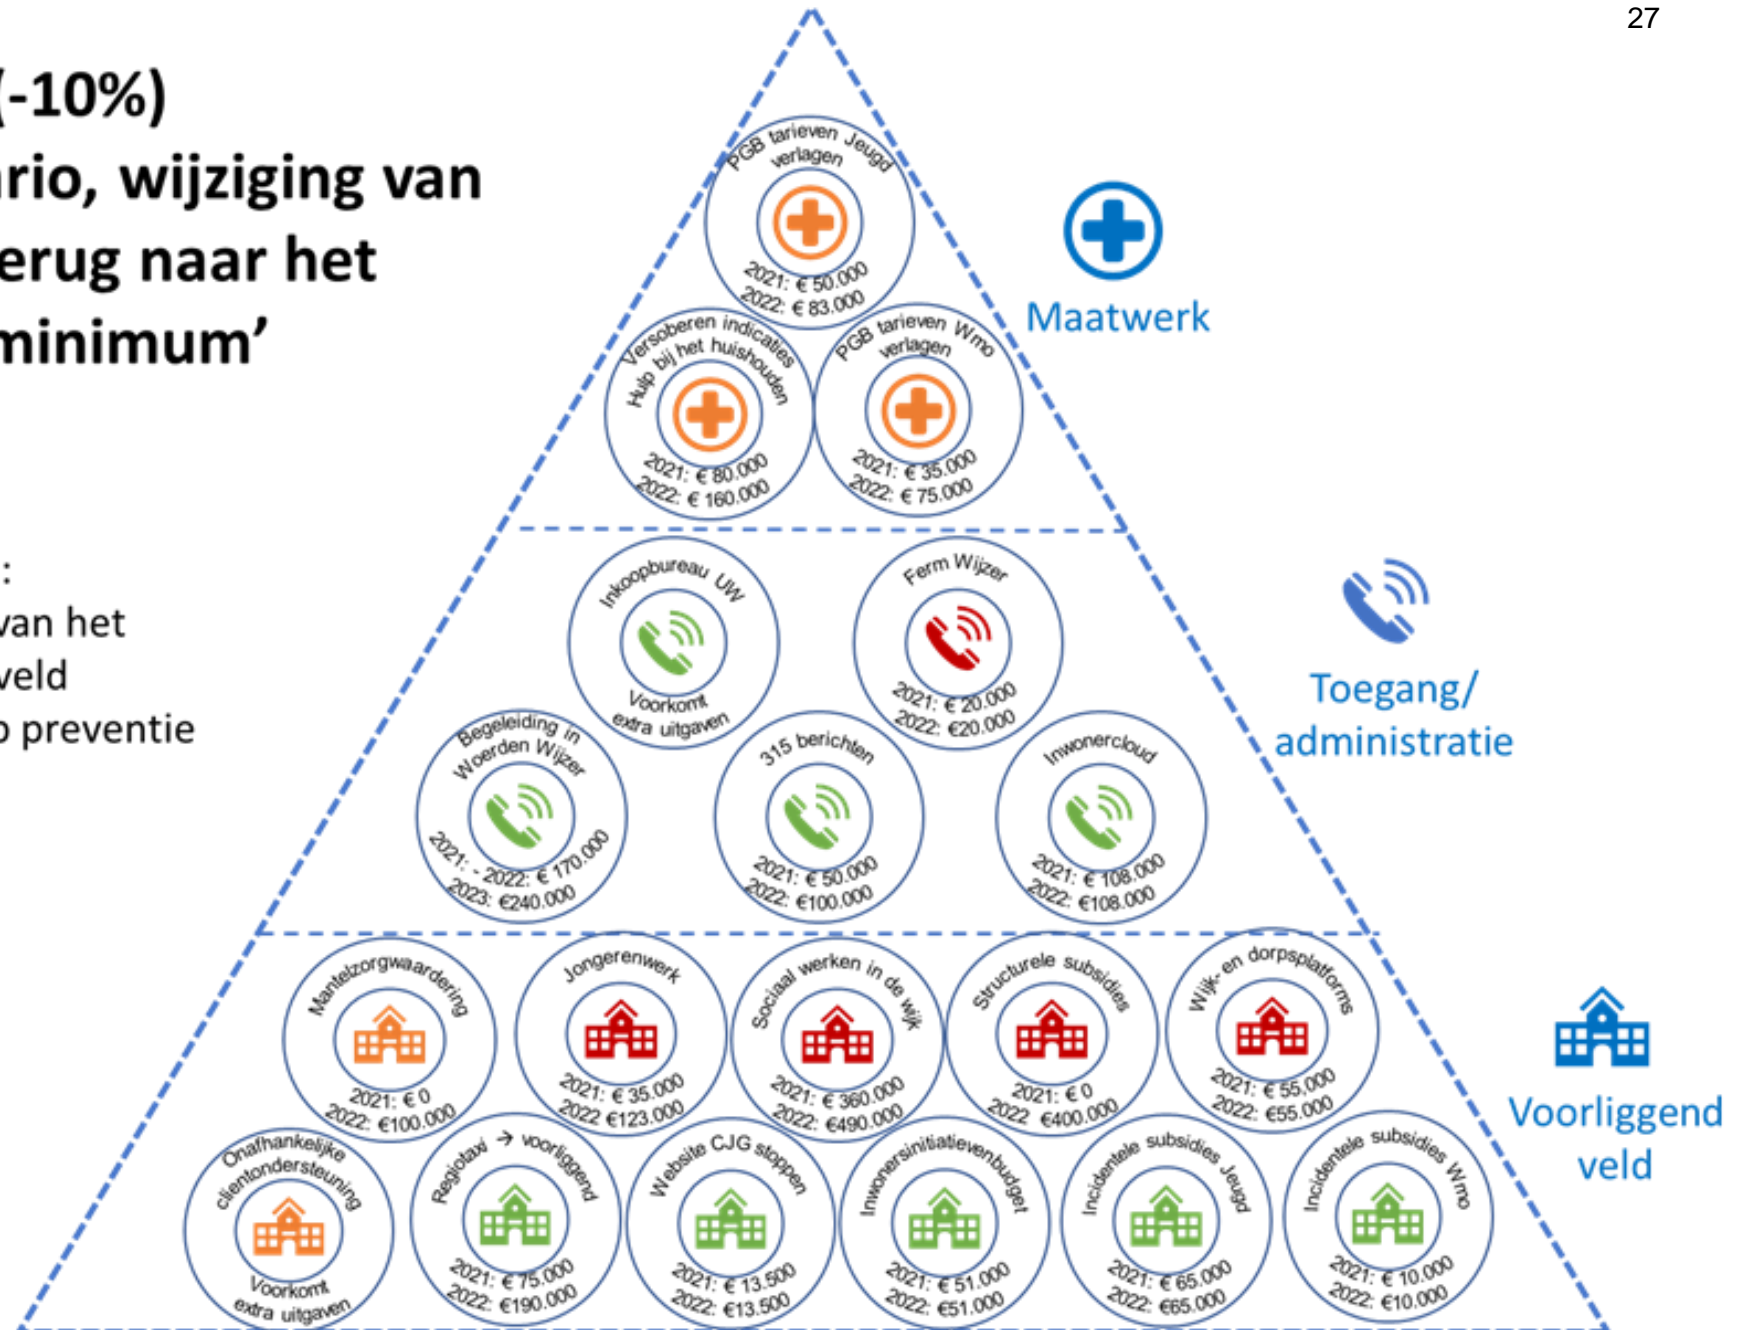 27
(-10%)
ario, wijziging van
erug naar het
minimum’
:
van het
veld
o preventie
PGB tarieven Jeugd
verlagen
2021: € 50.000
2022: € 83.000
Versoberen indicaties
Hulp bij het huishouden
2021: € 80.000
2022: € 160.000
PGB tarieven Wmo
verlagen
2021: € 35.000
2022: € 75.000
Maatwerk
Inkoopbureau UW
Voorkomt
extra uitgaven
Ferm Wijzer
2021: € 20.000
2022: €20.000
Begeleiding in
Woerden Wijzer
2021: - 2022: € 170.000
2023: €240.000
315 berichten
2021: € 50.000
2022: €100.000
Inwonercloud
2021: € 108.000
2022: €108.000
Toegang/
administratie
Mantelzorgwaardering
2021: € 0
2022: €100.000
Jongerenwerk
2021: € 35.000
2022 €123.000
Sociaal werken in de wijk
2021: € 360.000
2022: €490.000
Structurele subsidies
2021: € 0
2022 €400.000
Wijk- en dorpsplatforms
2021: € 55.000
2022: €55.000
Onafhankelijke
clientondersteuning
Voorkomt
extra uitgaven
Regiotaxi → voorliggend
2021: € 75.000
2022: €190.000
Website CJG stoppen
2021: € 13.500
2022: €13.500
Inwonersinitiatievenbudget
2021: € 51.000
2022: €51.000
Incidentele subsidies Jeugd
2021: € 65.000
2022: €65.000
Incidentele subsidies Wmo
2021: € 10.000
2022: €10.000
Voorliggend
veld